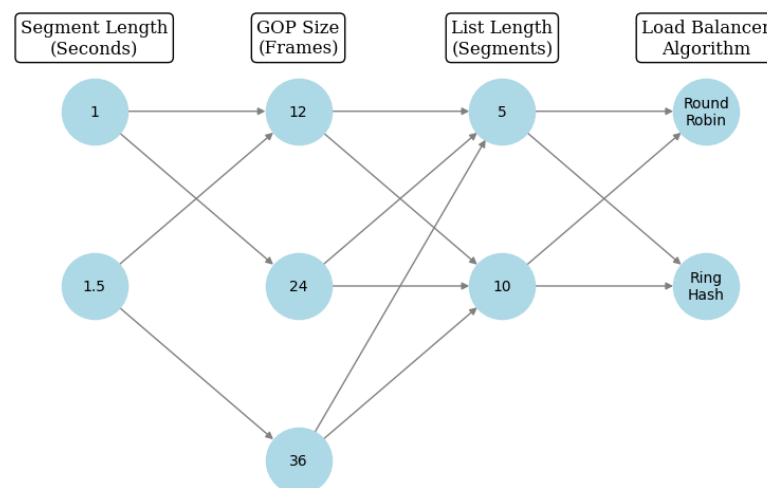 Segment Length
(Seconds)
GOP Size
(Frames)
List Length
(Segments)
Load Balancer
Algorithm
1
12
5
Round
Robin
1.5
24
10
Ring
Hash
36